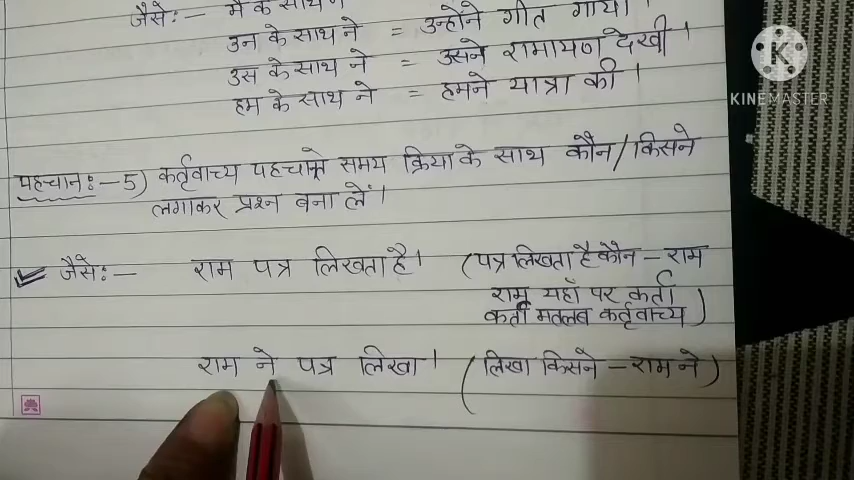 जैसेः- मैं के साथ ने
उन के साथ ने = उन्होने गीत गाया।
उस के साथ ने = उसने रामायण देखी।
हम के साथ ने = हमने यात्रा की।
KINEMASTER
पहचानः- 5) कर्तृवाच्य पहचानते समय क्रिया के साथ कौन/किसने
लगाकर प्रश्न बना लें।
जैसेः- राम पत्र लिखता है। (पत्र लिखता है कौन - राम
राम यहाँ पर कर्ता
कर्ता मतलब कर्तृवाच्य)
राम ने पत्र लिखा। (लिखा किसने - राम ने)